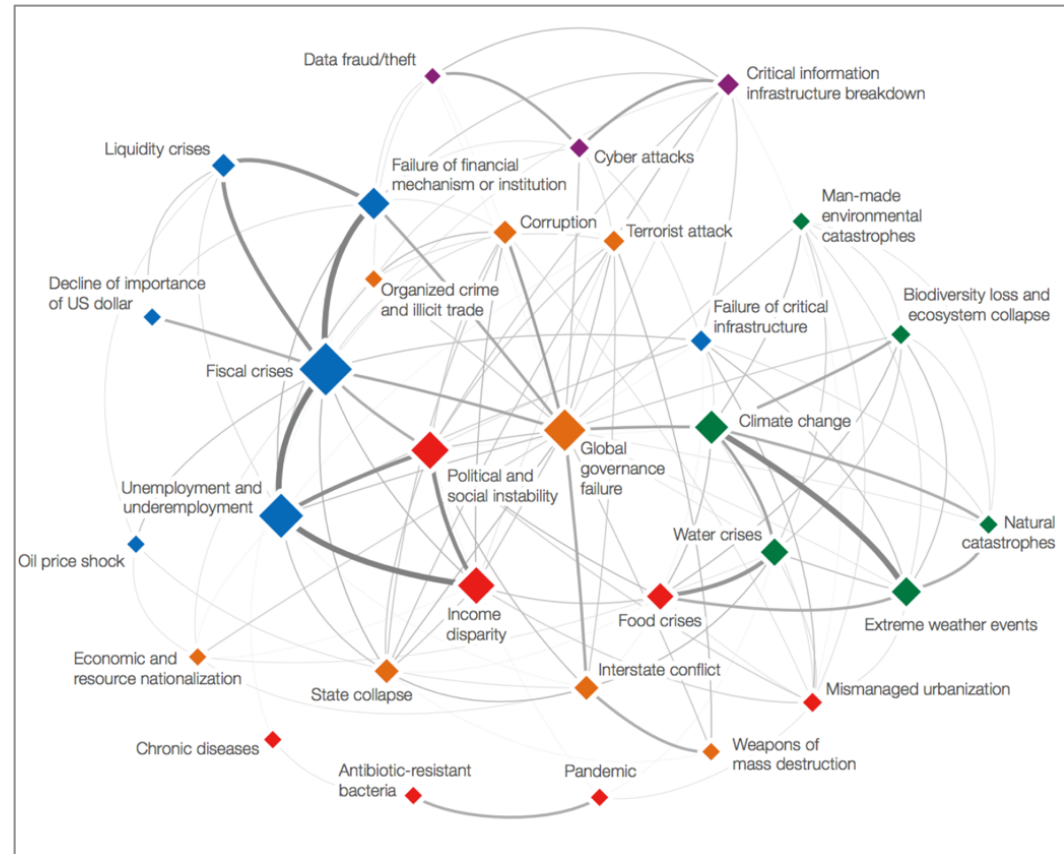 Data fraud/theft
Critical information
infrastructure breakdown
Liquidity crises
Failure of financial
mechanism or institution
Cyber attacks
Man-made
environmental
catastrophes
Corruption
Terrorist attack
Decline of importance
of US dollar
Organized crime
and illicit trade
Failure of critical
infrastructure
Biodiversity loss and
ecosystem collapse
Fiscal crises
Climate change
Global
governance
failure
Political and
social instability
Unemployment and
underemployment
Oil price shock
Water crises
Natural
catastrophes
Income
disparity
Food crises
Extreme weather events
Economic and
resource nationalization
State collapse
Interstate conflict
Mismanaged urbanization
Chronic diseases
Antibiotic-resistant
bacteria
Pandemic
Weapons of
mass destruction